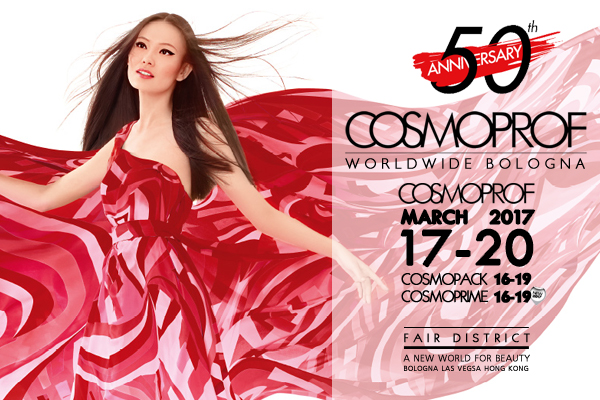 50th
ANNIVERSARY
COSMOPROF
WORLDWIDE BOLOGNA
COSMOPROF
MARCH 2017
17-20
COSMOPACK 16-19
COSMOPRIME 16-19
FAIR DISTRICT
A NEW WORLD FOR BEAUTY
BOLOGNA LAS VEGSA HONG KONG